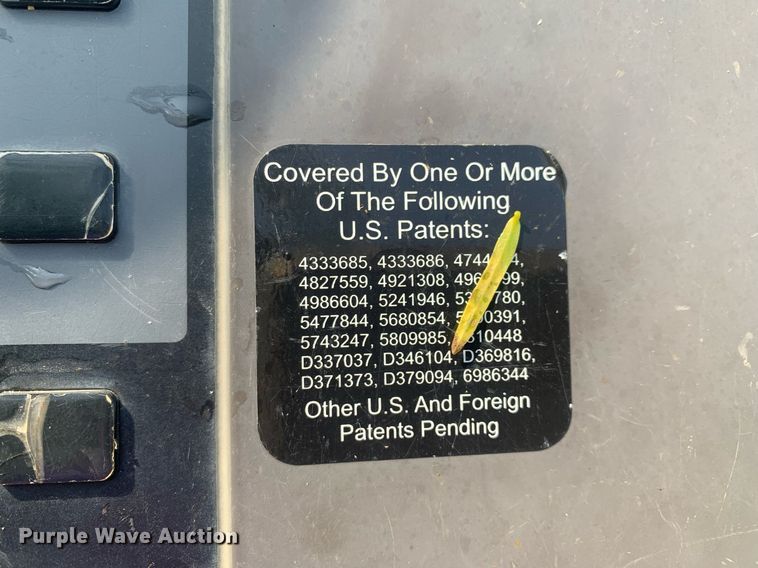 Covered By One Or More
Of The Following
U.S. Patents:
4333685, 4333686,
4827559, 4921308,
4986604, 5241946,
5477844, 5680854,
5743247, 5809985,
D337037, D346104, D369816,
D371373, D379094, 6986344
Other U.S. And Foreign
Patents Pending
Purple Wave Auction